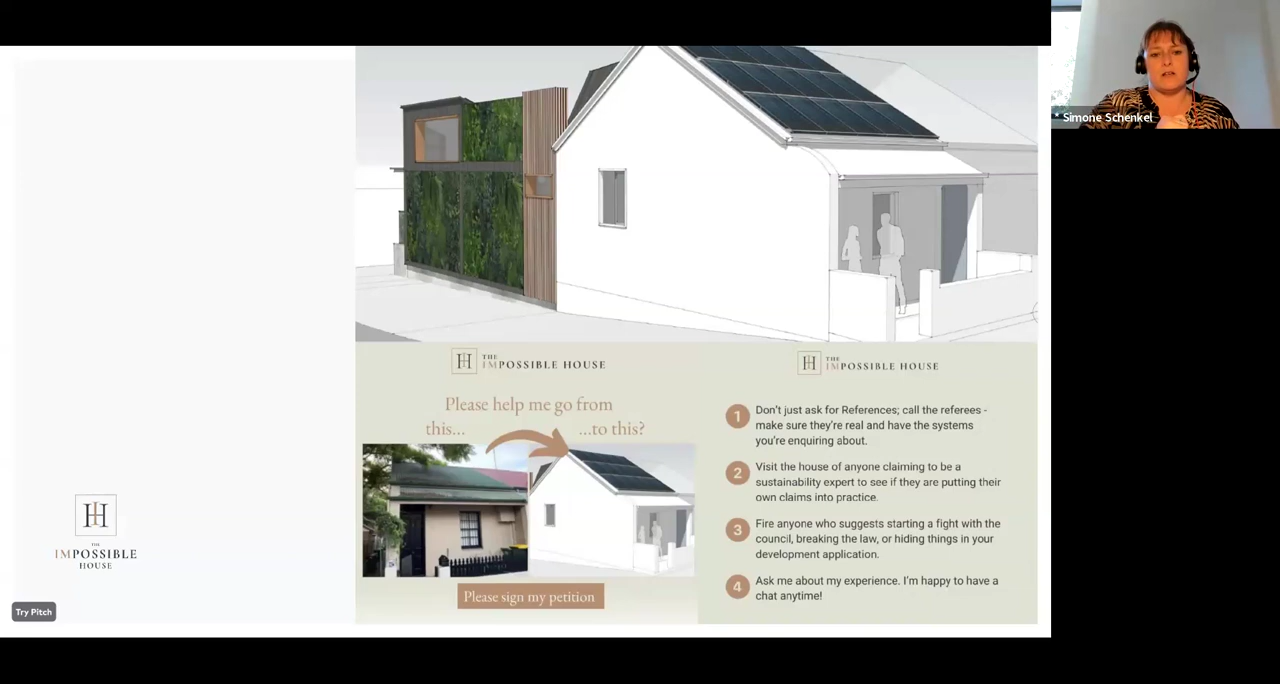 Simone Schenkel
THE
IMPOSSIBLE HOUSE
Please help me go from
this... ...to this?
Please sign my petition
THE
IMPOSSIBLE HOUSE
1 Don't just ask for References; call the referees -
make sure they're real and have the systems
you're enquiring about.
2 Visit the house of anyone claiming to be a
sustainability expert to see if they are putting their
own claims into practice.
3 Fire anyone who suggests starting a fight with the
council, breaking the law, or hiding things in your
development application.
4 Ask me about my experience. I'm happy to have a
chat anytime!
THE
IMPOSSIBLE
HOUSE
Try Pitch